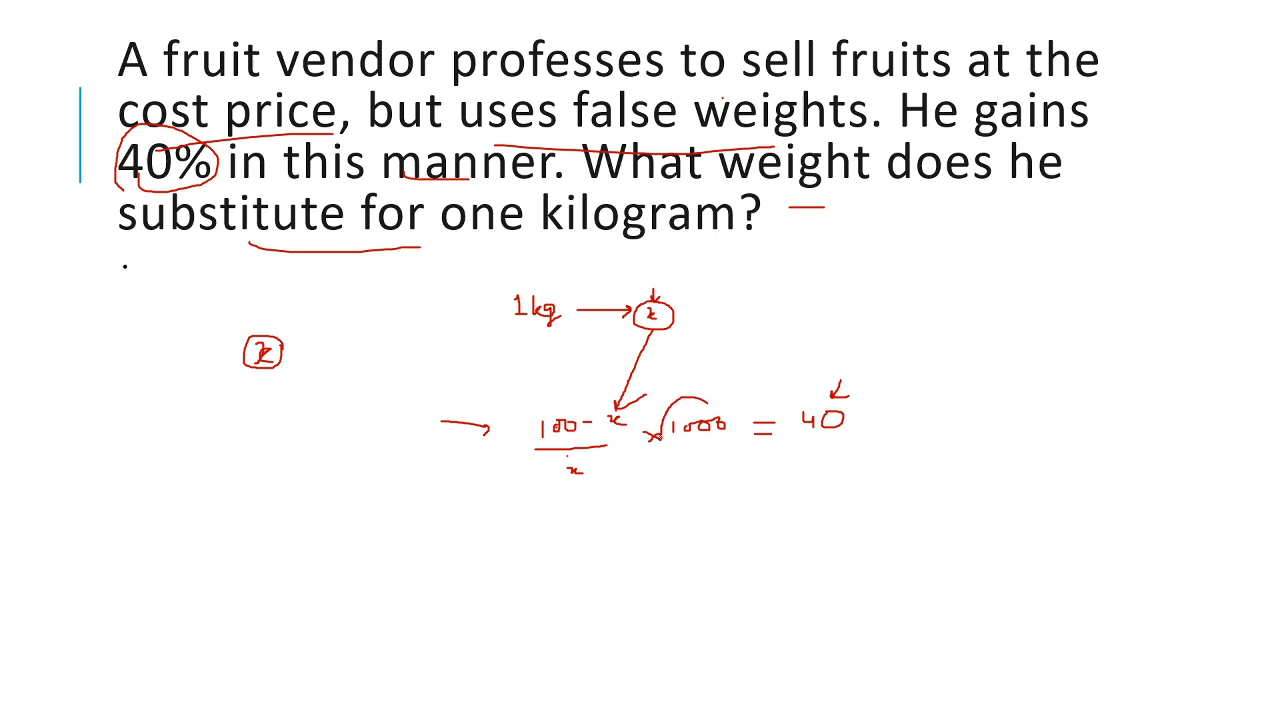 A fruit vendor professes to sell fruits at the
cost price, but uses false weights. He gains
40% in this manner. What weight does he
substitute for one kilogram?
.
1kg → x
x
→ 100 - x / x × 1000 = 40